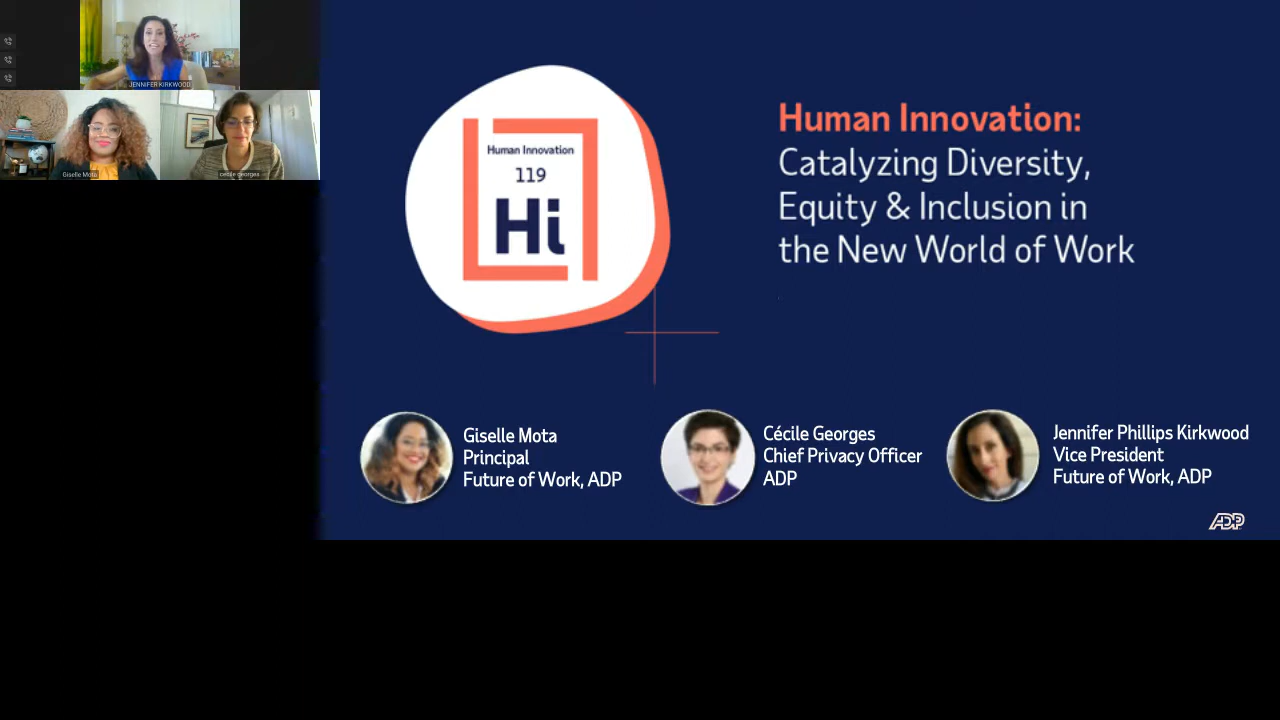 JENNIFER KIRKWOOD
Giselle Mota
cecile georges
Human Innovation
119
Hi
Human Innovation:
Catalyzing Diversity,
Equity & Inclusion in
the New World of Work
Giselle Mota
Principal
Future of Work, ADP
Cécile Georges
Chief Privacy Officer
ADP
Jennifer Phillips Kirkwood
Vice President
Future of Work, ADP
ADP